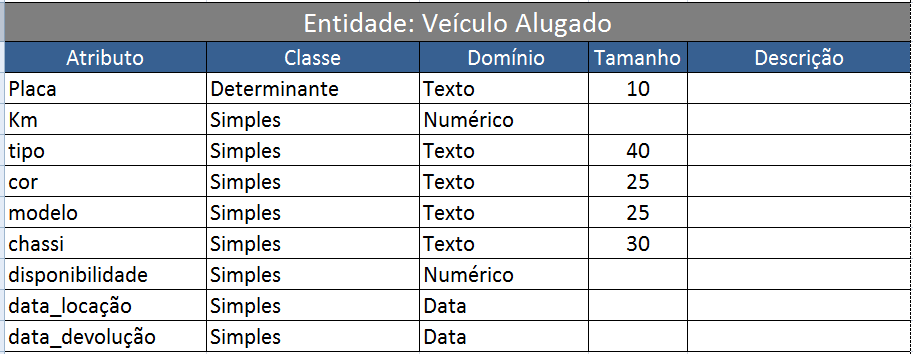 Entidade: Veículo Alugado
Atributo Classe Domínio Tamanho Descrição
Placa Determinante Texto 10
Km Simples Numérico
tipo Simples Texto 40
cor Simples Texto 25
modelo Simples Texto 25
chassi Simples Texto 30
disponibilidade Simples Numérico
data_locação Simples Data
data_devolução Simples Data